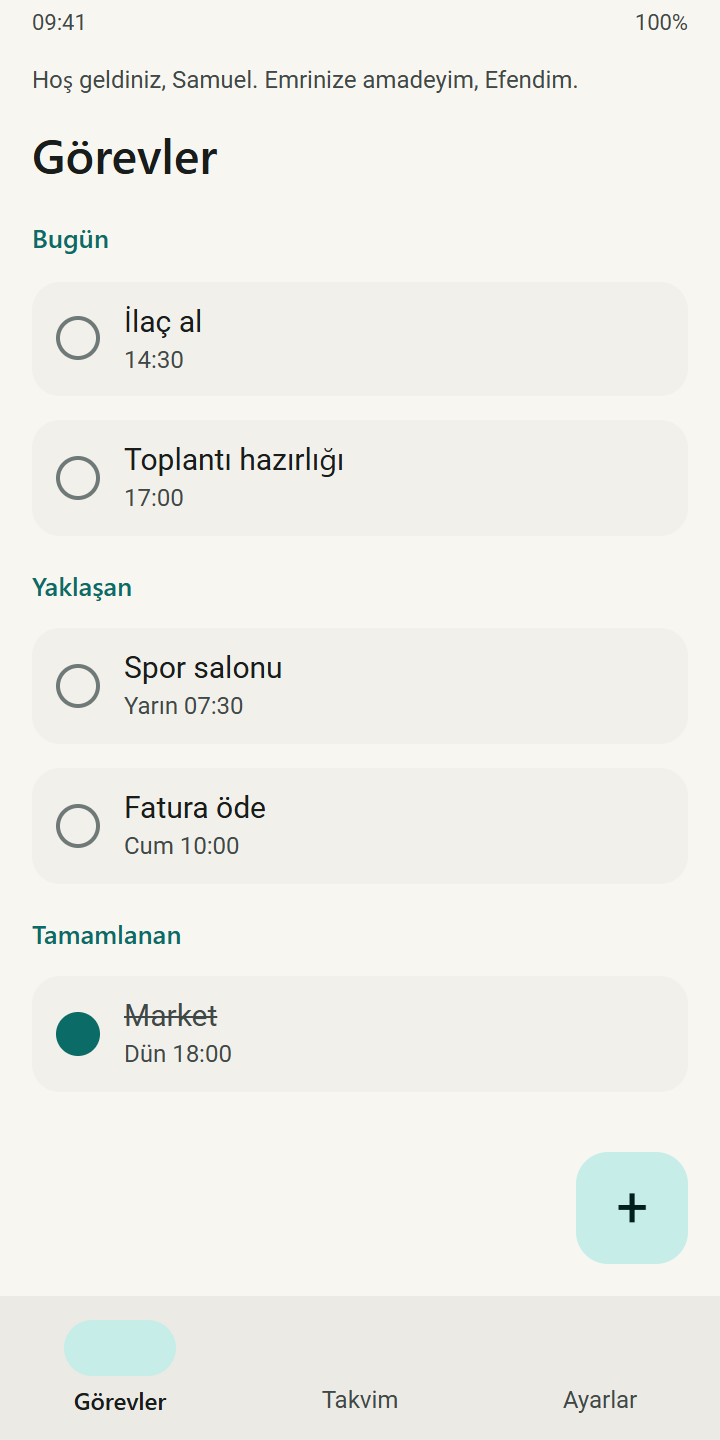 09:41
100%
Hoş geldiniz, Samuel. Emrinize amadeyim, Efendim.
Görevler
Bugün
İlaç al
14:30
Toplantı hazırlığı
17:00
Yaklaşan
Spor salonu
Yarın 07:30
Fatura öde
Cum 10:00
Tamamlanan
Market
Dün 18:00
+
Görevler
Takvim
Ayarlar